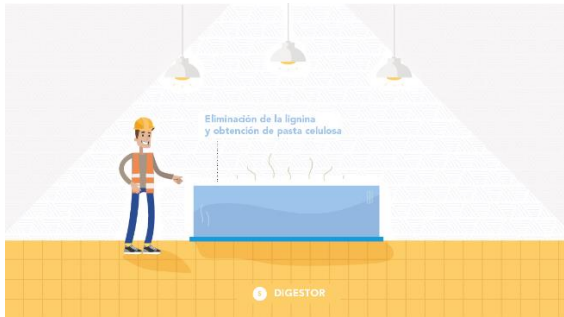 Eliminación de la lignina
y obtención de pasta celulosa
DIGESTOR